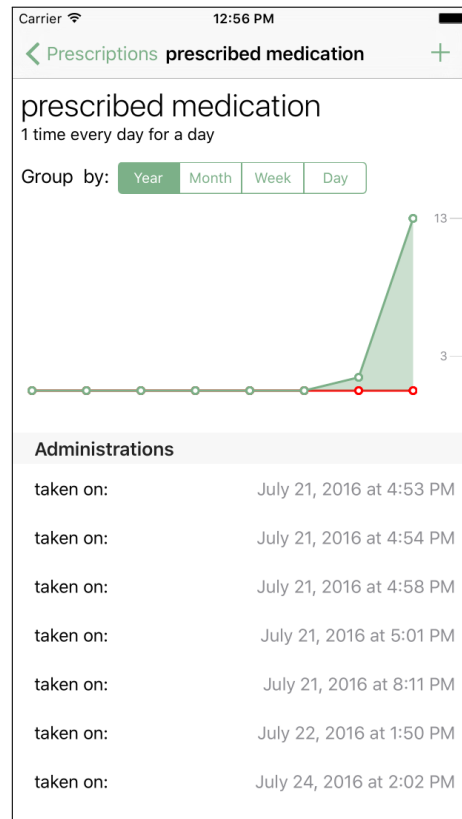 Carrier 12:56 PM
Prescriptions prescribed medication +
prescribed medication
1 time every day for a day
Group by: Year Month Week Day
13
3
Administrations
taken on: July 21, 2016 at 4:53 PM
taken on: July 21, 2016 at 4:54 PM
taken on: July 21, 2016 at 4:58 PM
taken on: July 21, 2016 at 5:01 PM
taken on: July 21, 2016 at 8:11 PM
taken on: July 22, 2016 at 1:50 PM
taken on: July 24, 2016 at 2:02 PM